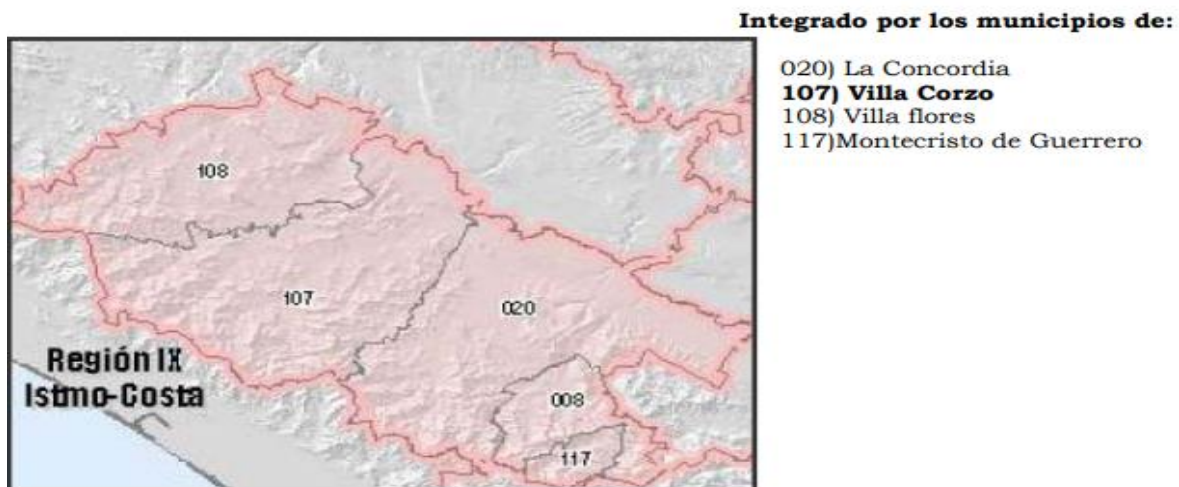 Integrado por los municipios de:
020) La Concordia
107) Villa Corzo
108) Villa flores
117)Montecristo de Guerrero
108
107
020
Región IX
Istmo-Costa
008
117